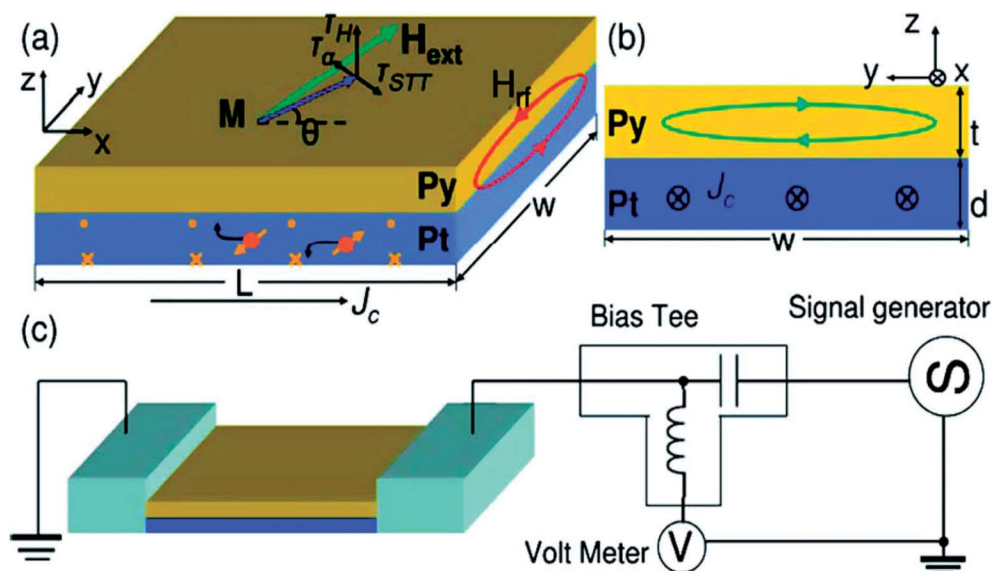 (a)
τH
τα
Hext
τSTT
M
θ
z
y
x
Hrf
Py
Pt
w
L
Jc
(b)
z
y
x
Py
t
Pt
Jc
d
w
(c)
Bias Tee
Signal generator
S
Volt Meter
V